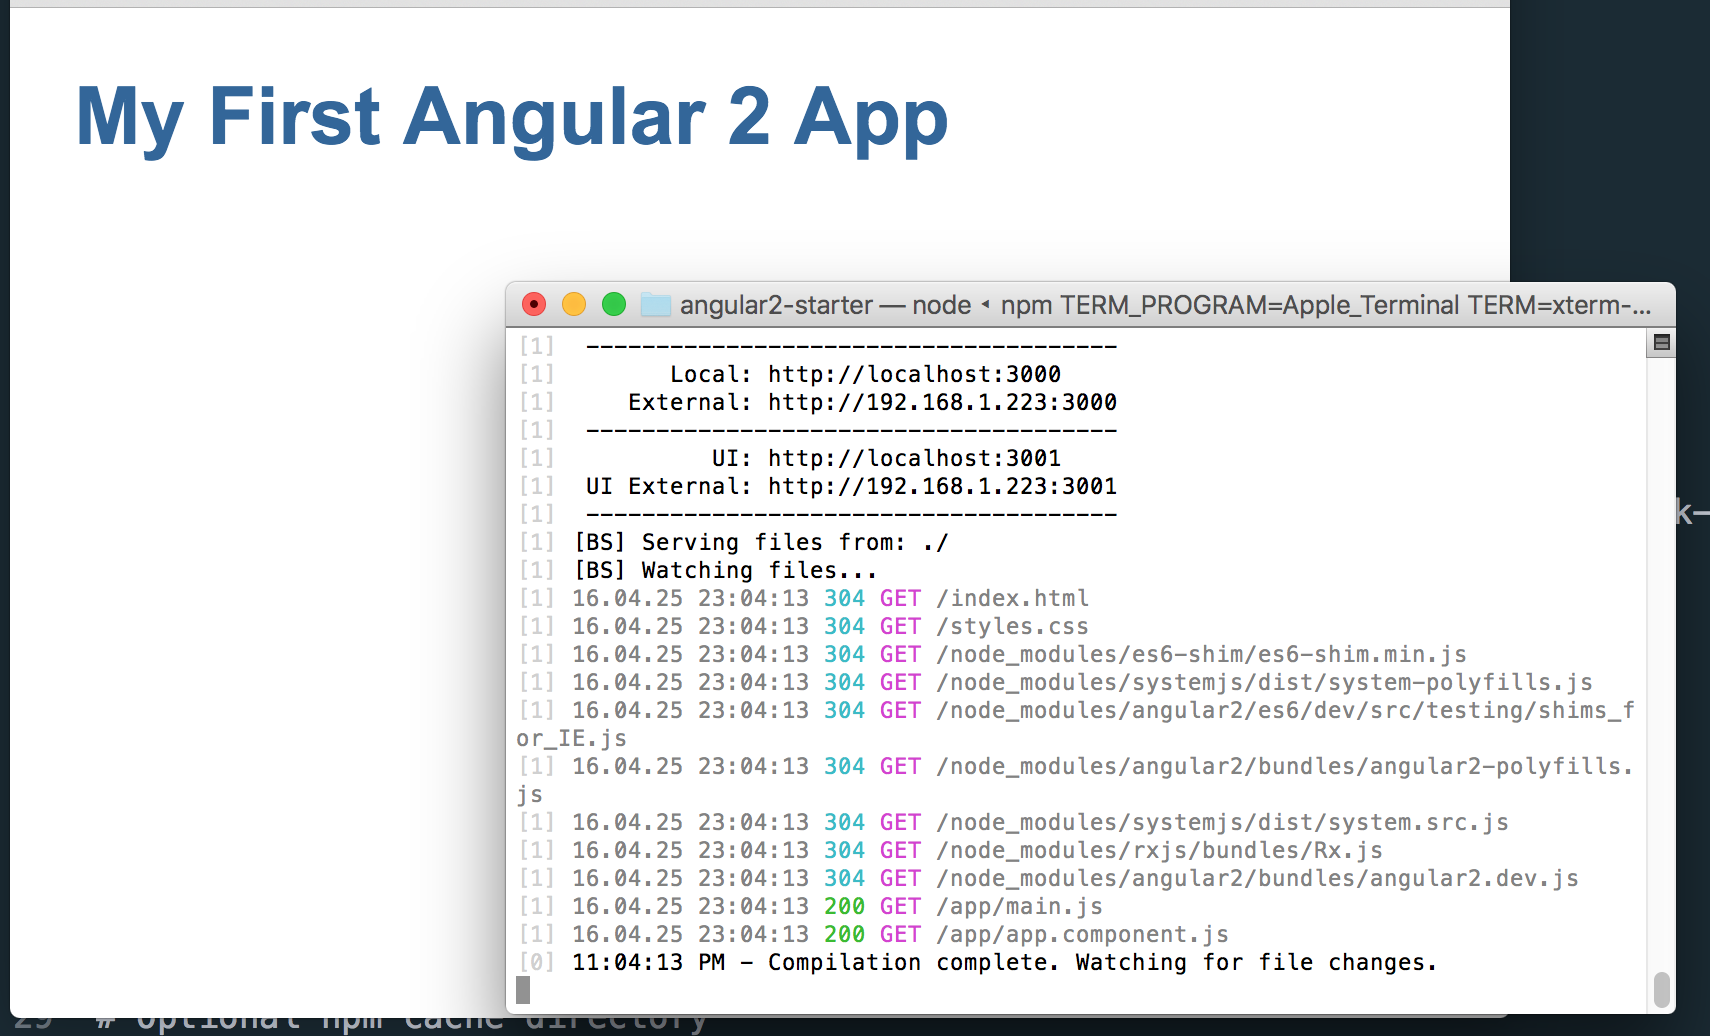 My First Angular 2 App
angular2-starter — node ◂ npm TERM_PROGRAM=Apple_Terminal TERM=xterm-...
[1]  --------------------------------------
[1]        Local: http://localhost:3000
[1]     External: http://192.168.1.223:3000
[1]  --------------------------------------
[1]           UI: http://localhost:3001
[1]  UI External: http://192.168.1.223:3001
[1]  --------------------------------------
[1] [BS] Serving files from: ./
[1] [BS] Watching files...
[1] 16.04.25 23:04:13 304 GET /index.html
[1] 16.04.25 23:04:13 304 GET /styles.css
[1] 16.04.25 23:04:13 304 GET /node_modules/es6-shim/es6-shim.min.js
[1] 16.04.25 23:04:13 304 GET /node_modules/systemjs/dist/system-polyfills.js
[1] 16.04.25 23:04:13 304 GET /node_modules/angular2/es6/dev/src/testing/shims_f
or_IE.js
[1] 16.04.25 23:04:13 304 GET /node_modules/angular2/bundles/angular2-polyfills.
js
[1] 16.04.25 23:04:13 304 GET /node_modules/systemjs/dist/system.src.js
[1] 16.04.25 23:04:13 304 GET /node_modules/rxjs/bundles/Rx.js
[1] 16.04.25 23:04:13 304 GET /node_modules/angular2/bundles/angular2.dev.js
[1] 16.04.25 23:04:13 200 GET /app/main.js
[1] 16.04.25 23:04:13 200 GET /app/app.component.js
[0] 11:04:13 PM - Compilation complete. Watching for file changes.
k-
29 # Optional npm cache directory